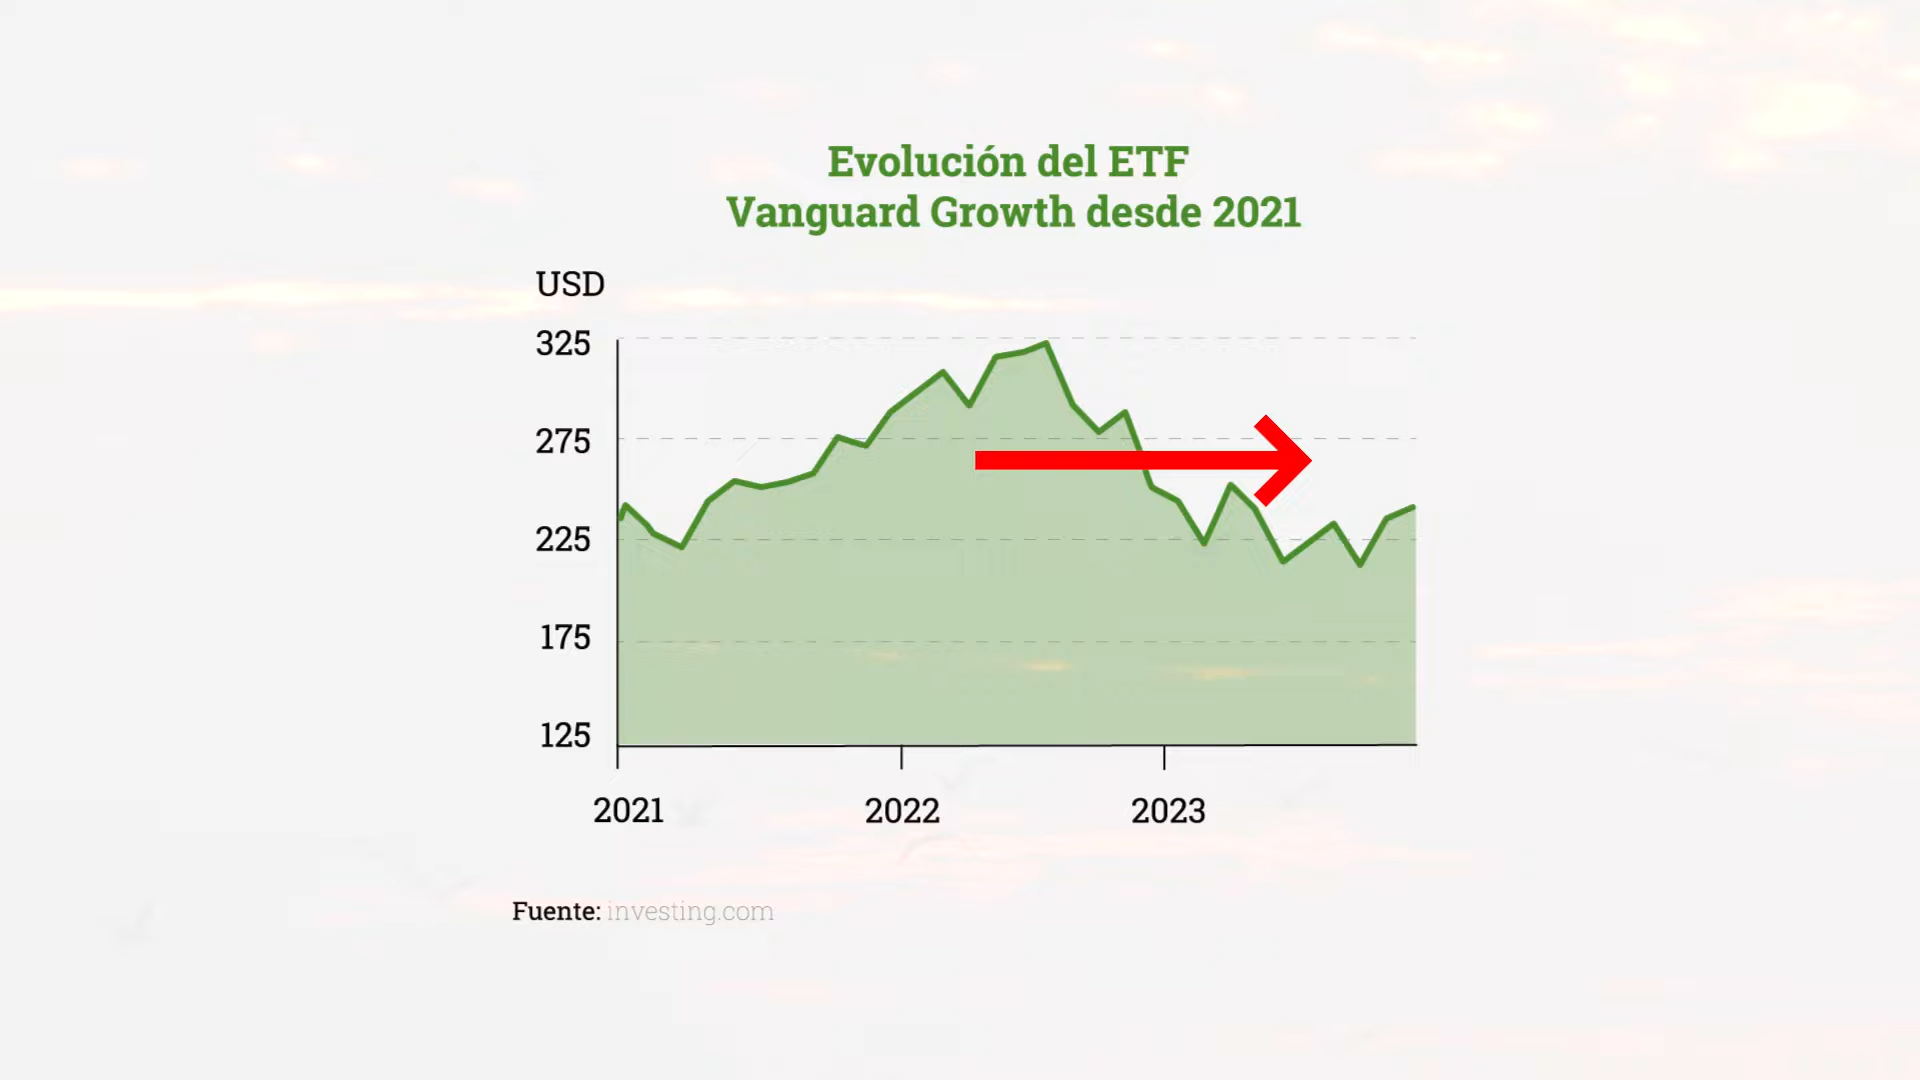 Evolución del ETF
Vanguard Growth desde 2021
USD
325
275
225
175
125
2021
2022
2023
Fuente: investing.com